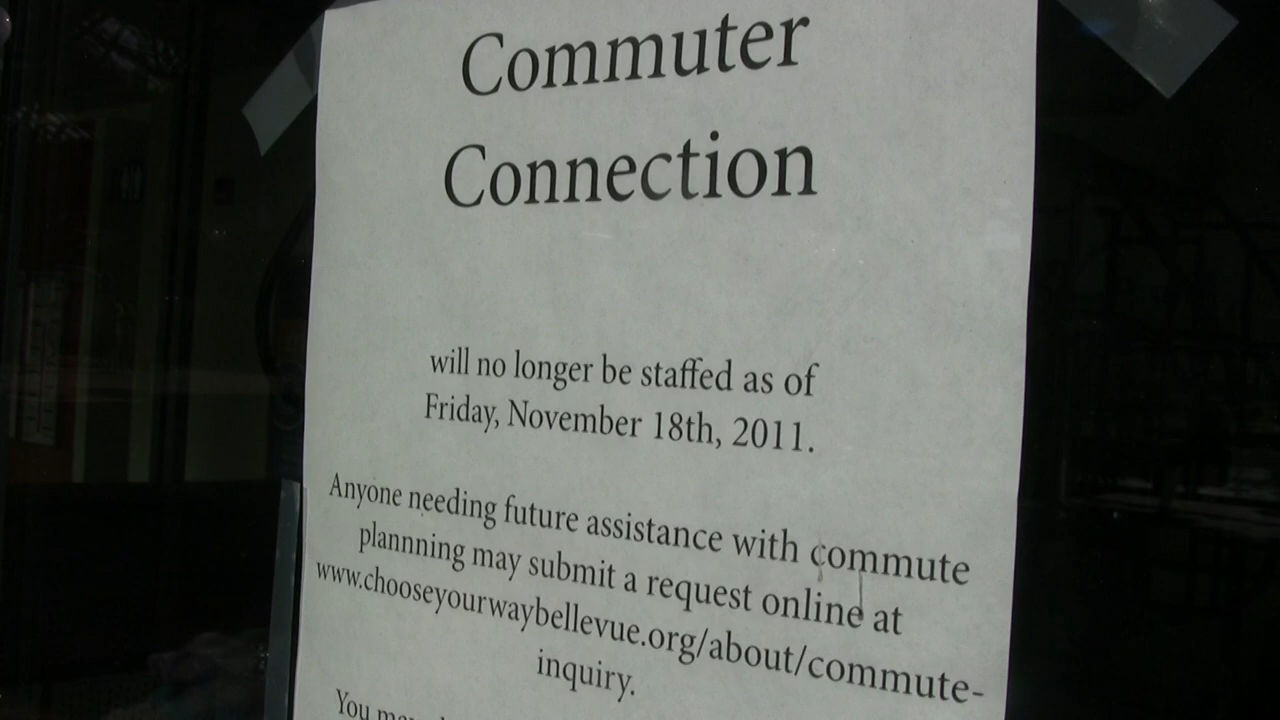 Commuter
Connection
will no longer be staffed as of
Friday, November 18th, 2011.
Anyone needing future assistance with commute
plannning may submit a request online at
www.chooseyourwaybellevue.org/about/commute-
inquiry.
You